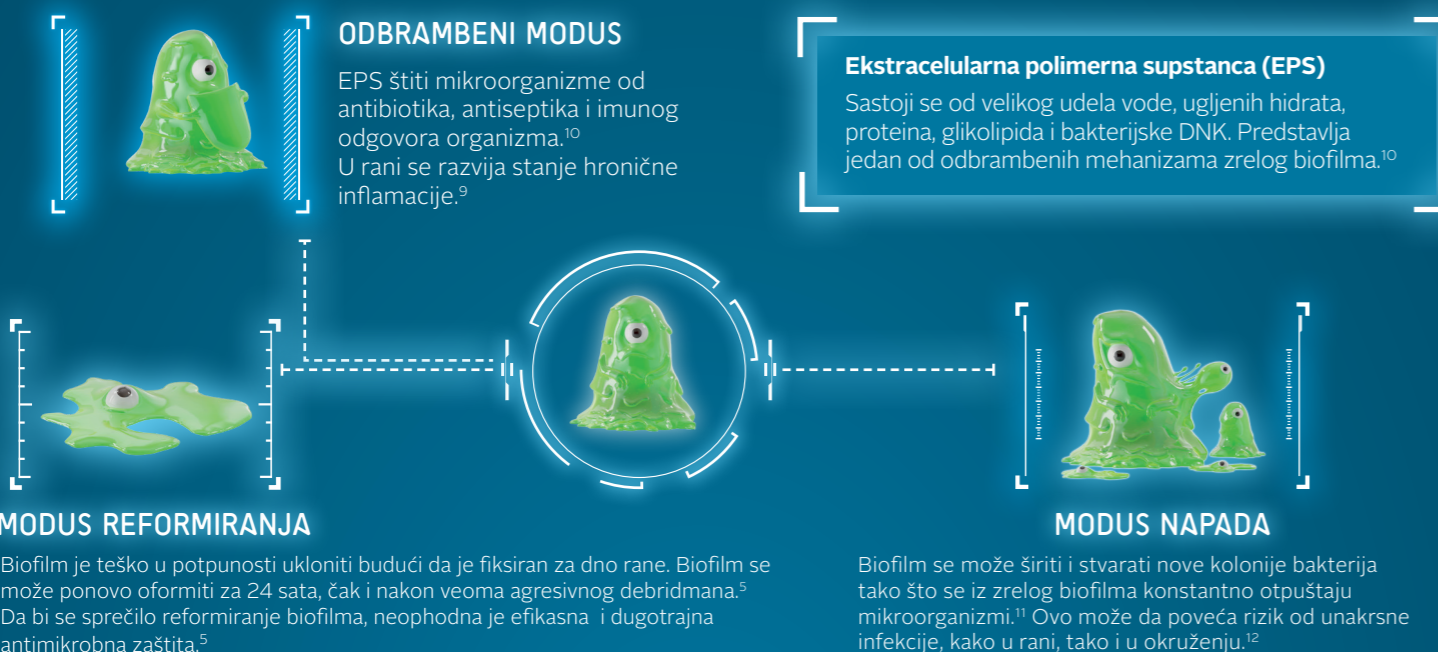 ODBRAMBENI MODUS
EPS štiti mikroorganizme od
antibiotika, antiseptika i imunog
odgovora organizma.¹⁰
U rani se razvija stanje hronične
inflamacije.⁹
Ekstracelularna polimerna supstanca (EPS)
Sastoji se od velikog udela vode, ugljenih hidrata,
proteina, glikolipida i bakterijske DNK. Predstavlja
jedan od odbrambenih mehanizama zrelog biofilma.¹⁰
MODUS REFORMIRANJA
Biofilm je teško u potpunosti ukloniti budući da je fiksiran za dno rane. Biofilm se
može ponovo oformiti za 24 sata, čak i nakon veoma agresivnog debridmana.⁵
Da bi se sprečilo reformiranje biofilma, neophodna je efikasna i dugotrajna
antimikrobna zaštita.⁵
MODUS NAPADA
Biofilm se može širiti i stvarati nove kolonije bakterija
tako što se iz zrelog biofilma konstantno otpuštaju
mikroorganizmi.¹¹ Ovo može da poveća rizik od unakrsne
infekcije, kako u rani, tako i u okruženju.¹²